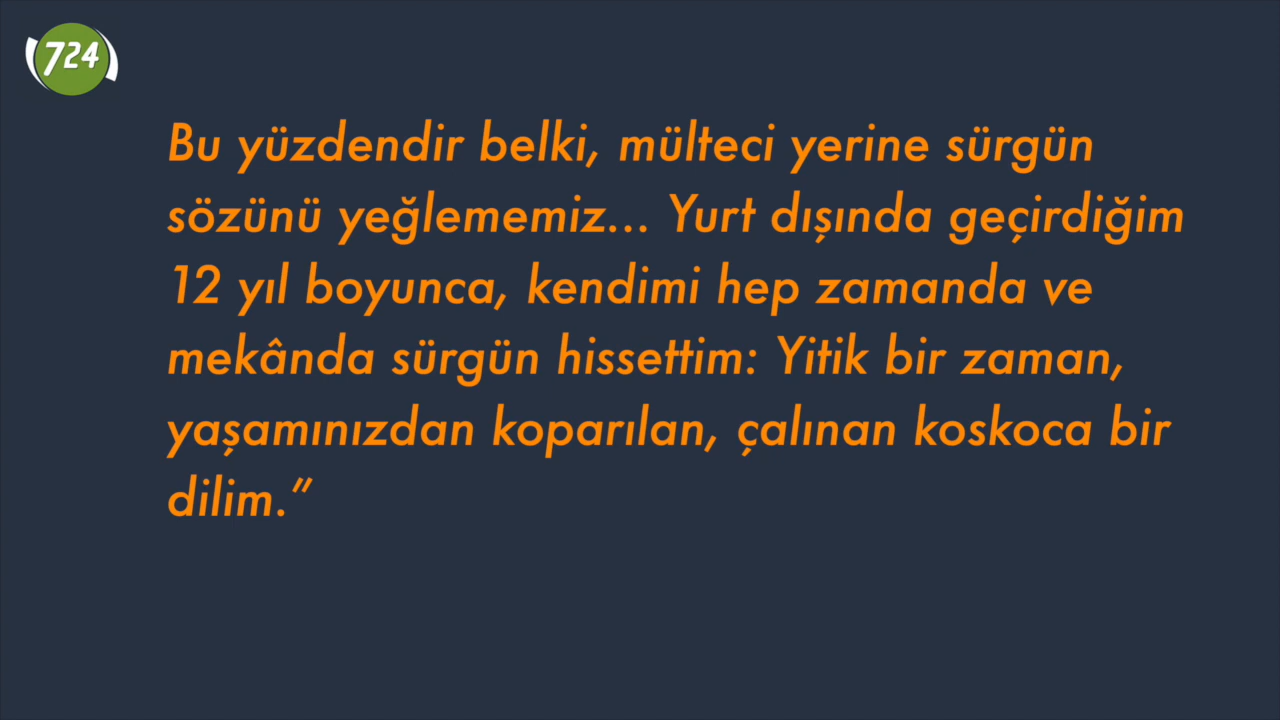 724
Bu yüzdendir belki, mülteci yerine sürgün
sözünü yeğlememiz... Yurt dışında geçirdiğim
12 yıl boyunca, kendimi hep zamanda ve
mekânda sürgün hissettim: Yitik bir zaman,
yaşamınızdan koparılan, çalınan koskoca bir
dilim.”